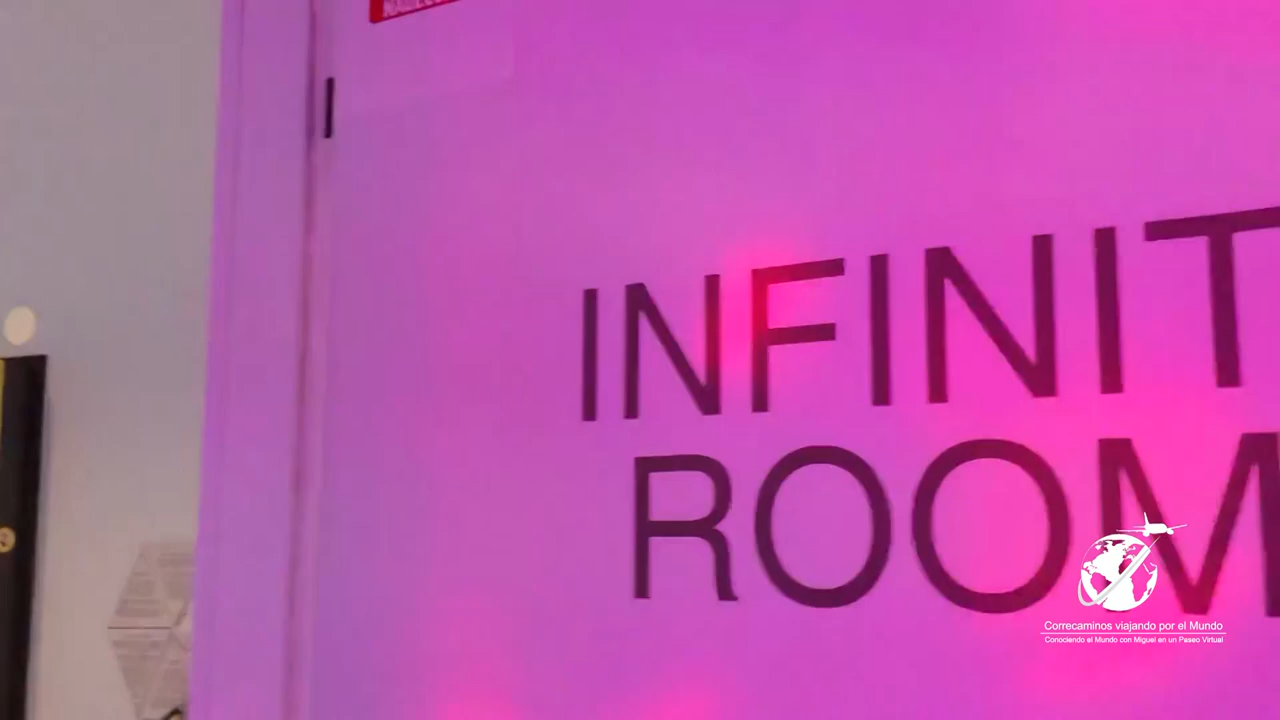 INFINIT
ROOM
Correcaminos viajando por el Mundo
Conociendo el Mundo con Miguel en un Paseo Virtual